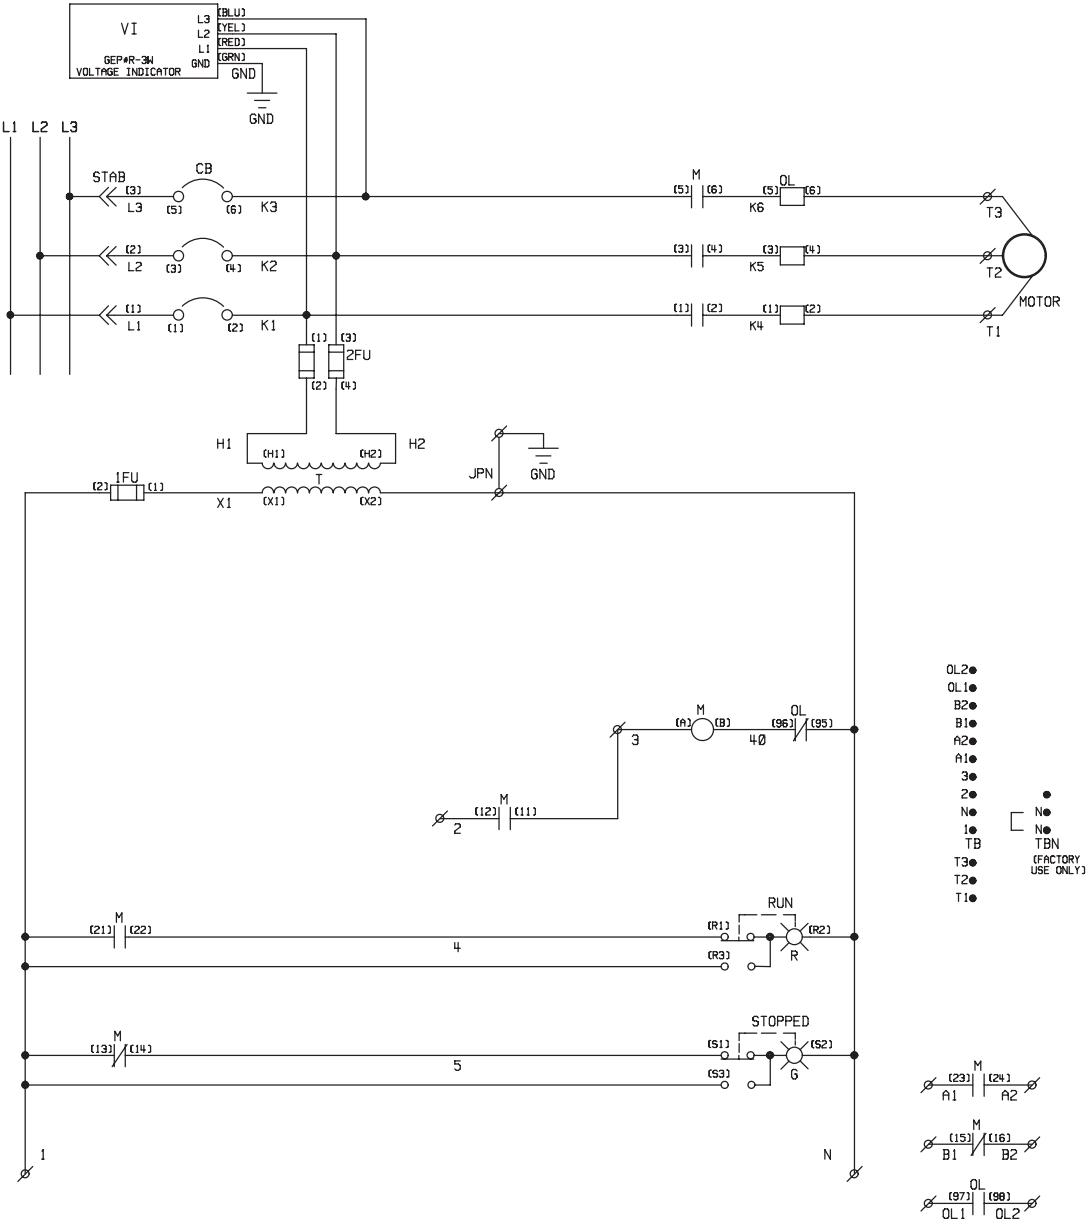 L3 (BLU)
VI L2 (YEL)
L1 (RED)
GEP#R-3W GND (GRN)
VOLTAGE INDICATOR GND
GND
L1 L2 L3
STAB CB M OL
(3) (5) (6) (5) (6)
L3 (5) (6) K3 K6 T3
(2) (3) (4) (3) (4)
L2 (3) (4) K2 K5 T2
MOTOR
(1) (1) (2) (1) (2)
L1 (1) (2) K1 K4 T1
(1) (3)
2FU
(2) (4)
H1 H2
(H1) (H2)
JPN GND
1FU T
(2) (1)
X1 (X1) (X2)
OL2
OL1
B2
B1
A2
A1
3
2
N N
1 N
TB TBN
(FACTORY
USE ONLY)
T3
T2
T1
M OL
(A) (B) (96) (95)
3 40
M
(12) (11)
2
RUN
M
(21) (22) (R1) (R2)
4 R
(R3)
STOPPED
M
(13) (14) (S1) (S2)
5 G
(S3)
M
(23) (24)
A1 A2
M
(15) (16)
B1 B2
1 N
OL
(97) (98)
OL1 OL2